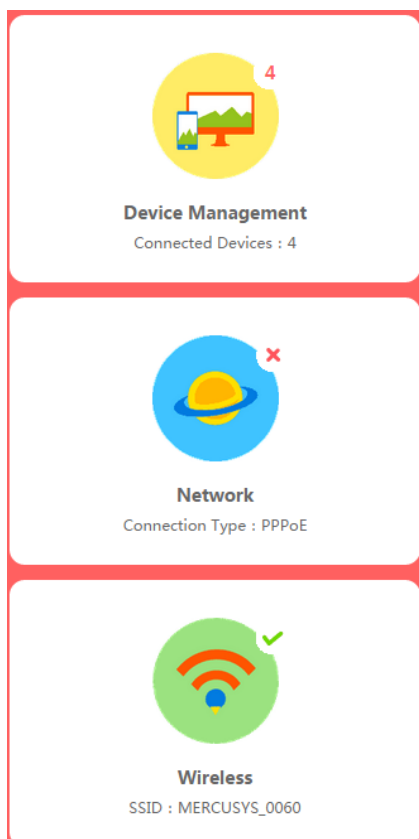 4
Device Management
Connected Devices : 4
Network
Connection Type : PPPoE
Wireless
SSID : MERCUSYS_0060